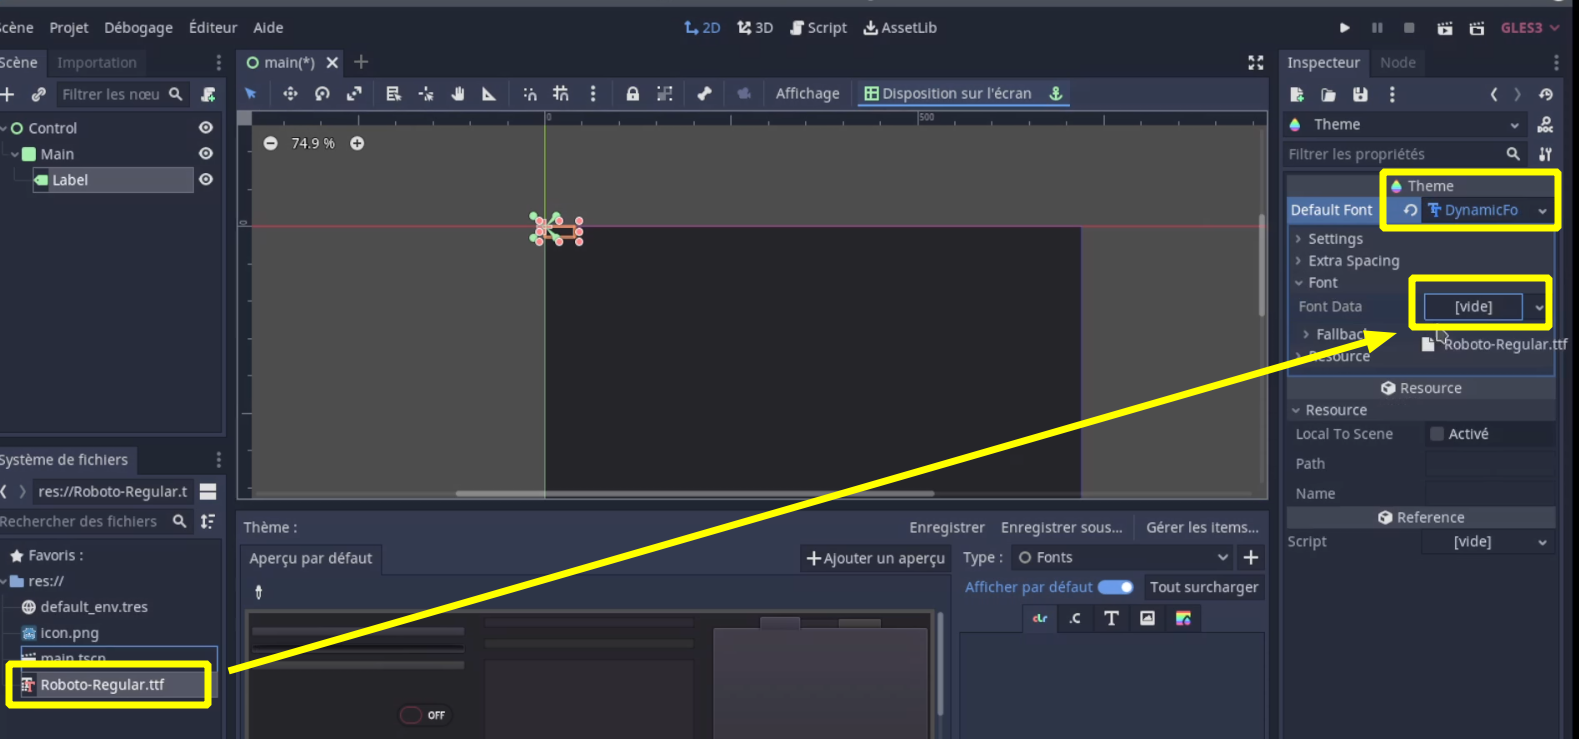 cène Projet Débogage Éditeur Aide
2D 3D Script AssetLib
GLES3
Scène Importation
Filtrer les nœu
Control
Main
Label
main(*)
Affichage Disposition sur l'écran
0 500
74.9 %
0
Inspecteur Node
Theme
Filtrer les propriétés
Theme
Default Font DynamicFo
Settings
Extra Spacing
Font
Font Data [vide]
Fallbac
Roboto-Regular.ttf
Resource
Resource
Resource
Local To Scene Activé
Path
Name
Reference
Script [vide]
Système de fichiers
res://Roboto-Regular.t
Rechercher des fichiers
Favoris :
res://
default_env.tres
icon.png
main.tscn
Roboto-Regular.ttf
Thème : Enregistrer Enregistrer sous... Gérer les items...
Aperçu par défaut Ajouter un aperçu Type : Fonts
Afficher par défaut Tout surcharger
clr .C T
OFF